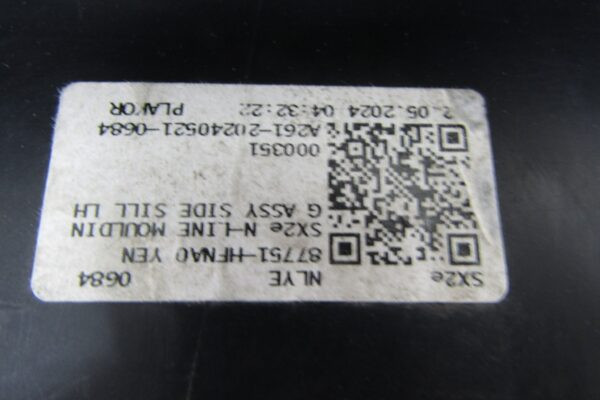 SX2e NLYE 0684
87751-HFNA0 YEN
SX2e N-LINE MOULDIN
G ASSY SIDE SILL LH
000351
A261-20240521-0684
.05.2024 04:32:22 PLAKOR